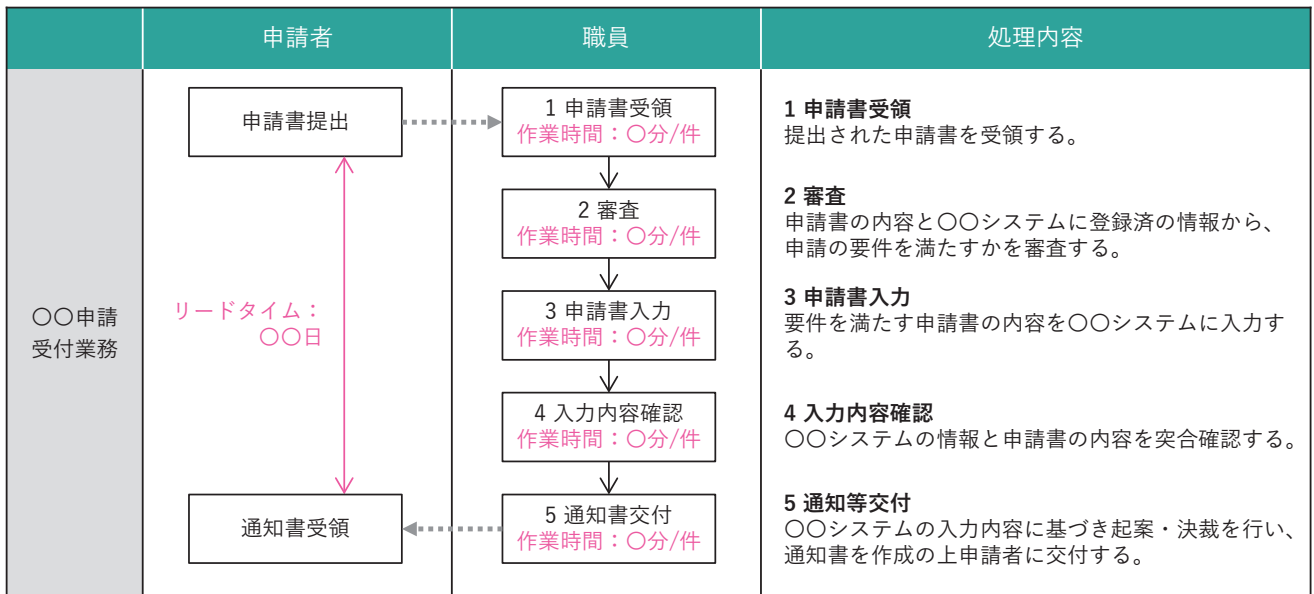 申請者
職員
処理内容
〇〇申請
受付業務
申請書提出
リードタイム：
〇〇日
通知書受領
1 申請書受領
作業時間：〇分/件
2 審査
作業時間：〇分/件
3 申請書入力
作業時間：〇分/件
4 入力内容確認
作業時間：〇分/件
5 通知書交付
作業時間：〇分/件
1 申請書受領
提出された申請書を受領する。
2 審査
申請書の内容と〇〇システムに登録済の情報から、
申請の要件を満たすかを審査する。
3 申請書入力
要件を満たす申請書の内容を〇〇システムに入力す
る。
4 入力内容確認
〇〇システムの情報と申請書の内容を突合確認する。
5 通知等交付
〇〇システムの入力内容に基づき起案・決裁を行い、
通知書を作成の上申請者に交付する。